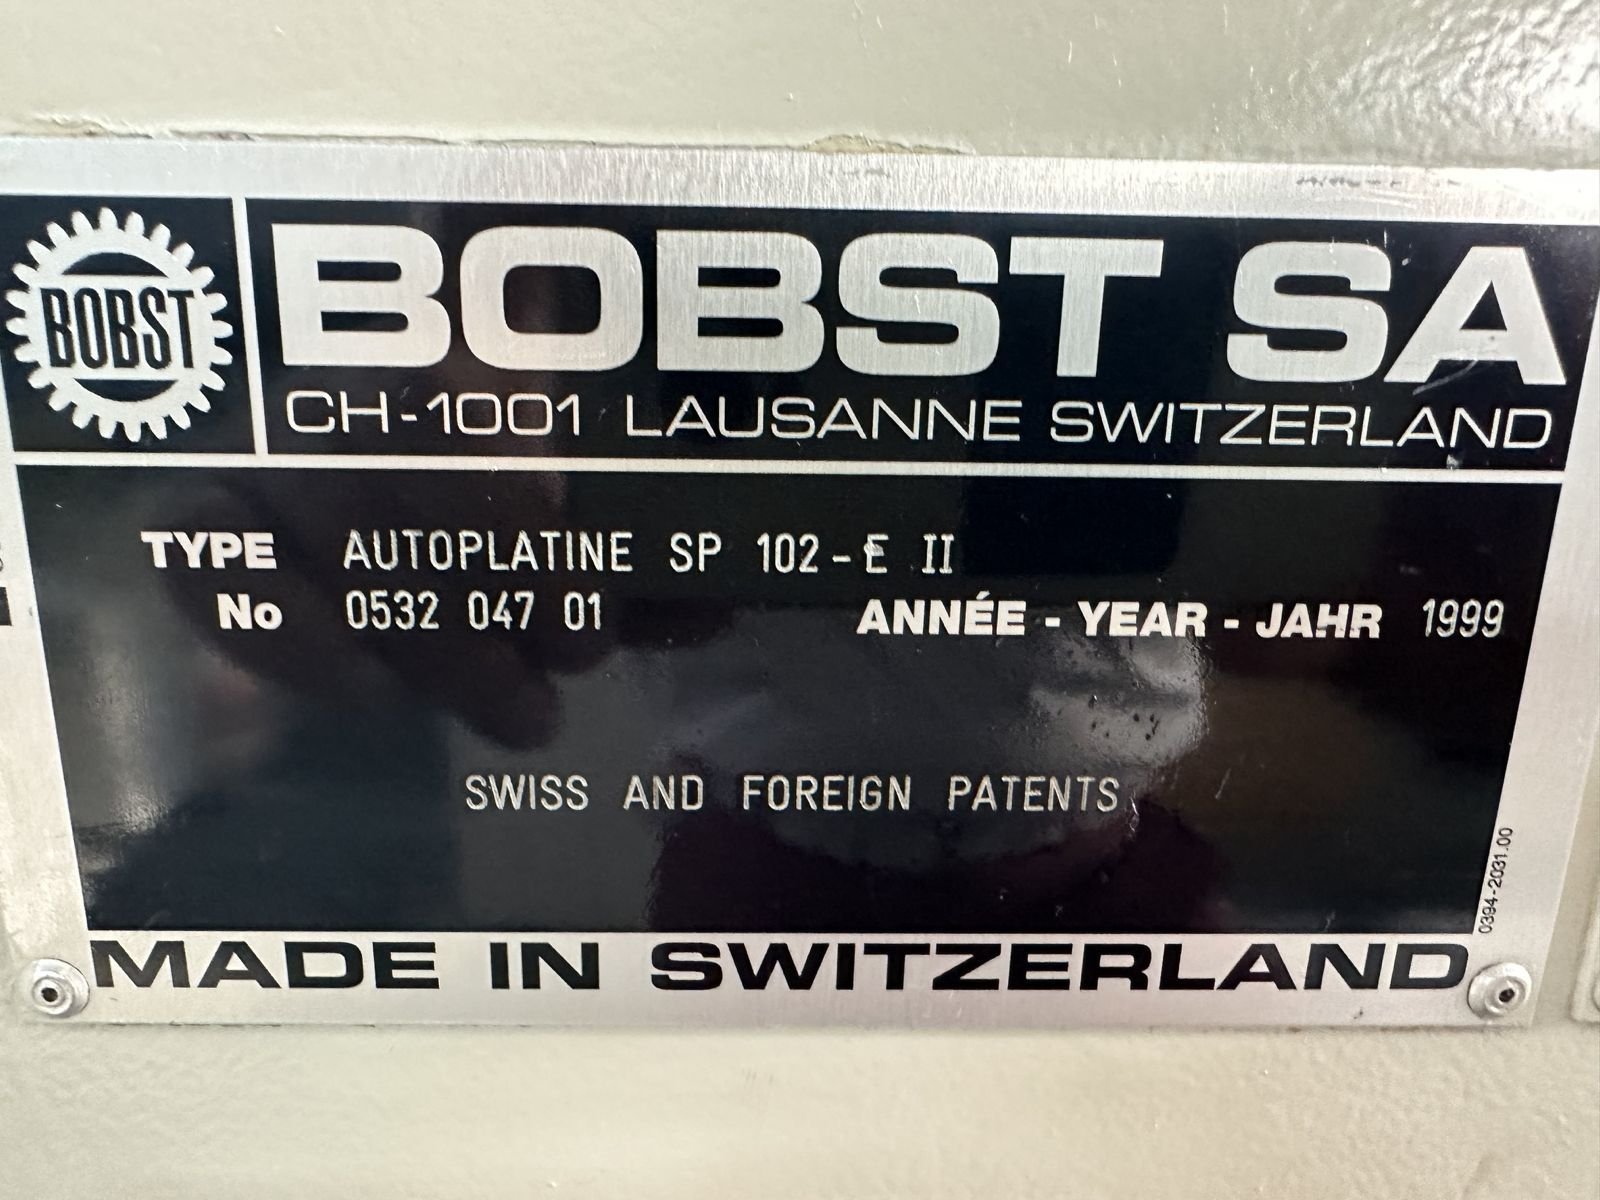 BOBST
BOBST SA
CH-1001 LAUSANNE SWITZERLAND
TYPE AUTOPLATINE SP 102-E II
No 0532 047 01 ANNÉE - YEAR - JAHR 1999
SWISS AND FOREIGN PATENTS
0394-2031.00
MADE IN SWITZERLAND